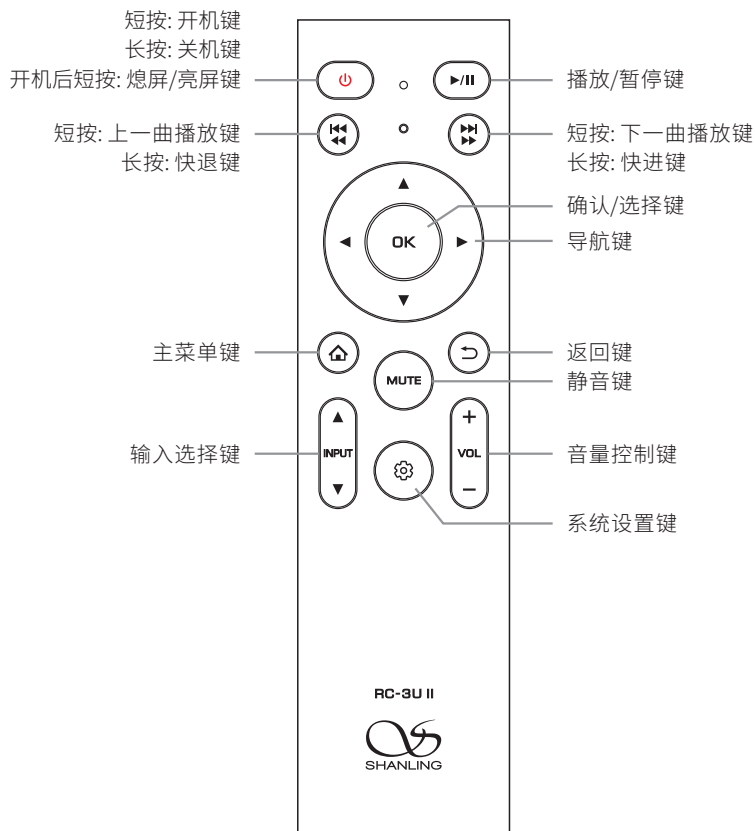 短按: 开机键
长按: 关机键
开机后短按: 熄屏/亮屏键
播放/暂停键
短按: 上一曲播放键
长按: 快退键
短按: 下一曲播放键
长按: 快进键
确认/选择键
OK
导航键
主菜单键
返回键
MUTE
静音键
输入选择键
INPUT
+
VOL
−
音量控制键
系统设置键
RC-3U II
SHANLING